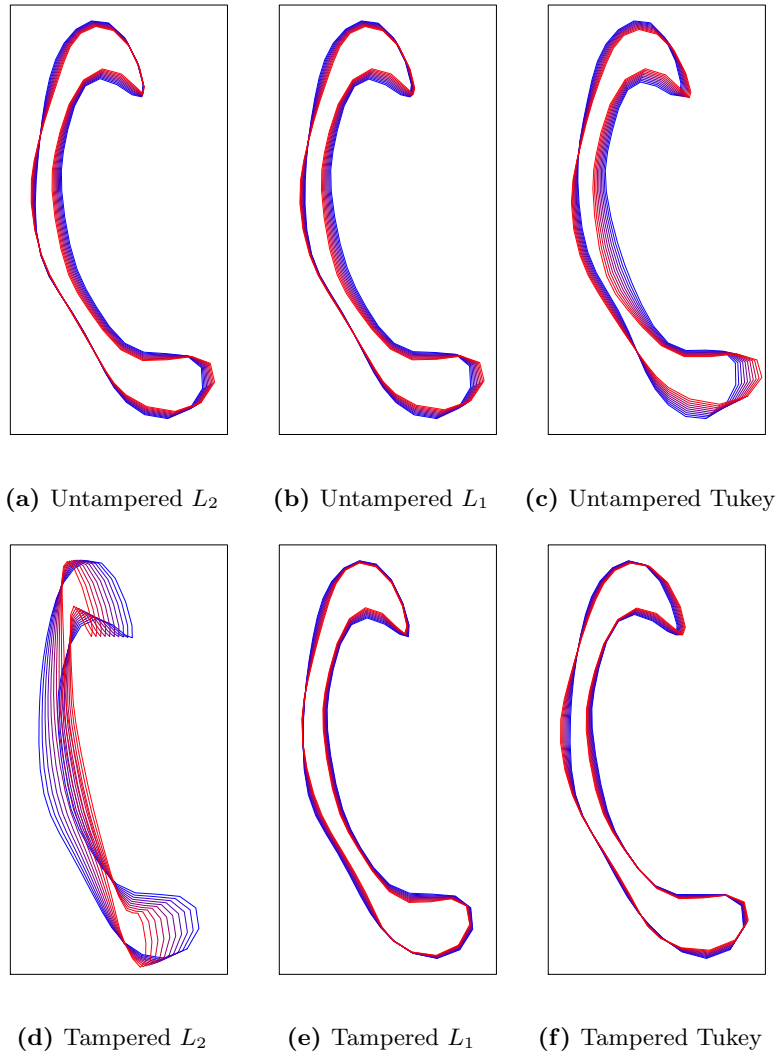 (a) Untampered L₂ (b) Untampered L₁ (c) Untampered Tukey
(d) Tampered L₂ (e) Tampered L₁ (f) Tampered Tukey